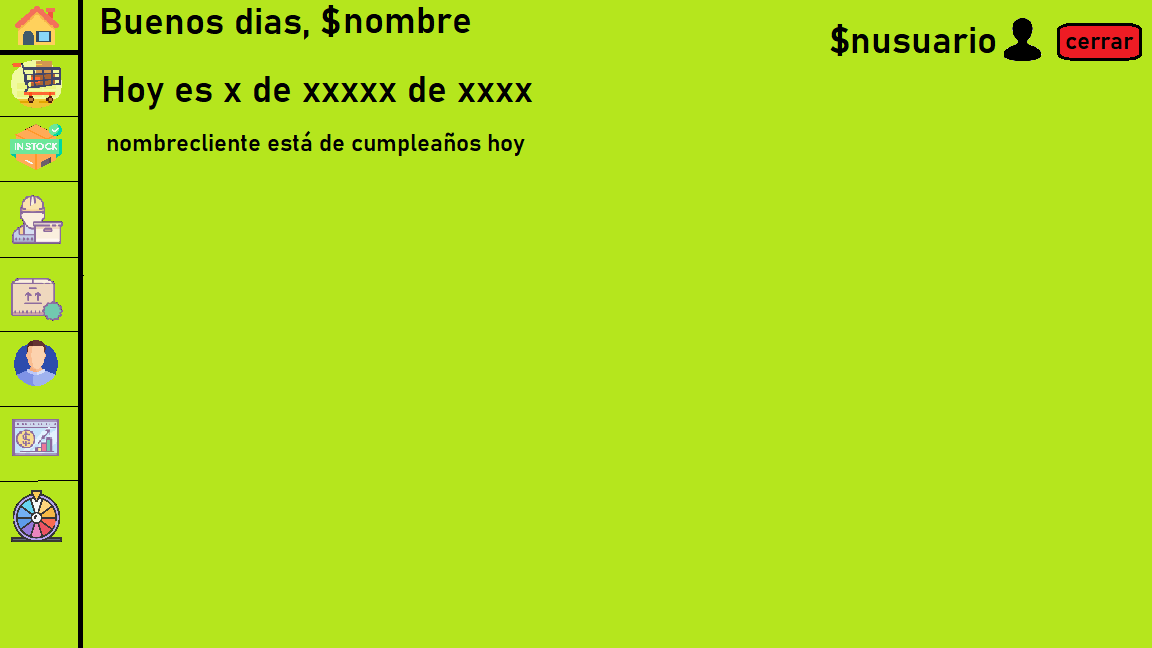 Buenos dias, $nombre
$nusuario
cerrar
Hoy es x de xxxxx de xxxx
nombrecliente está de cumpleaños hoy
INSTOCK